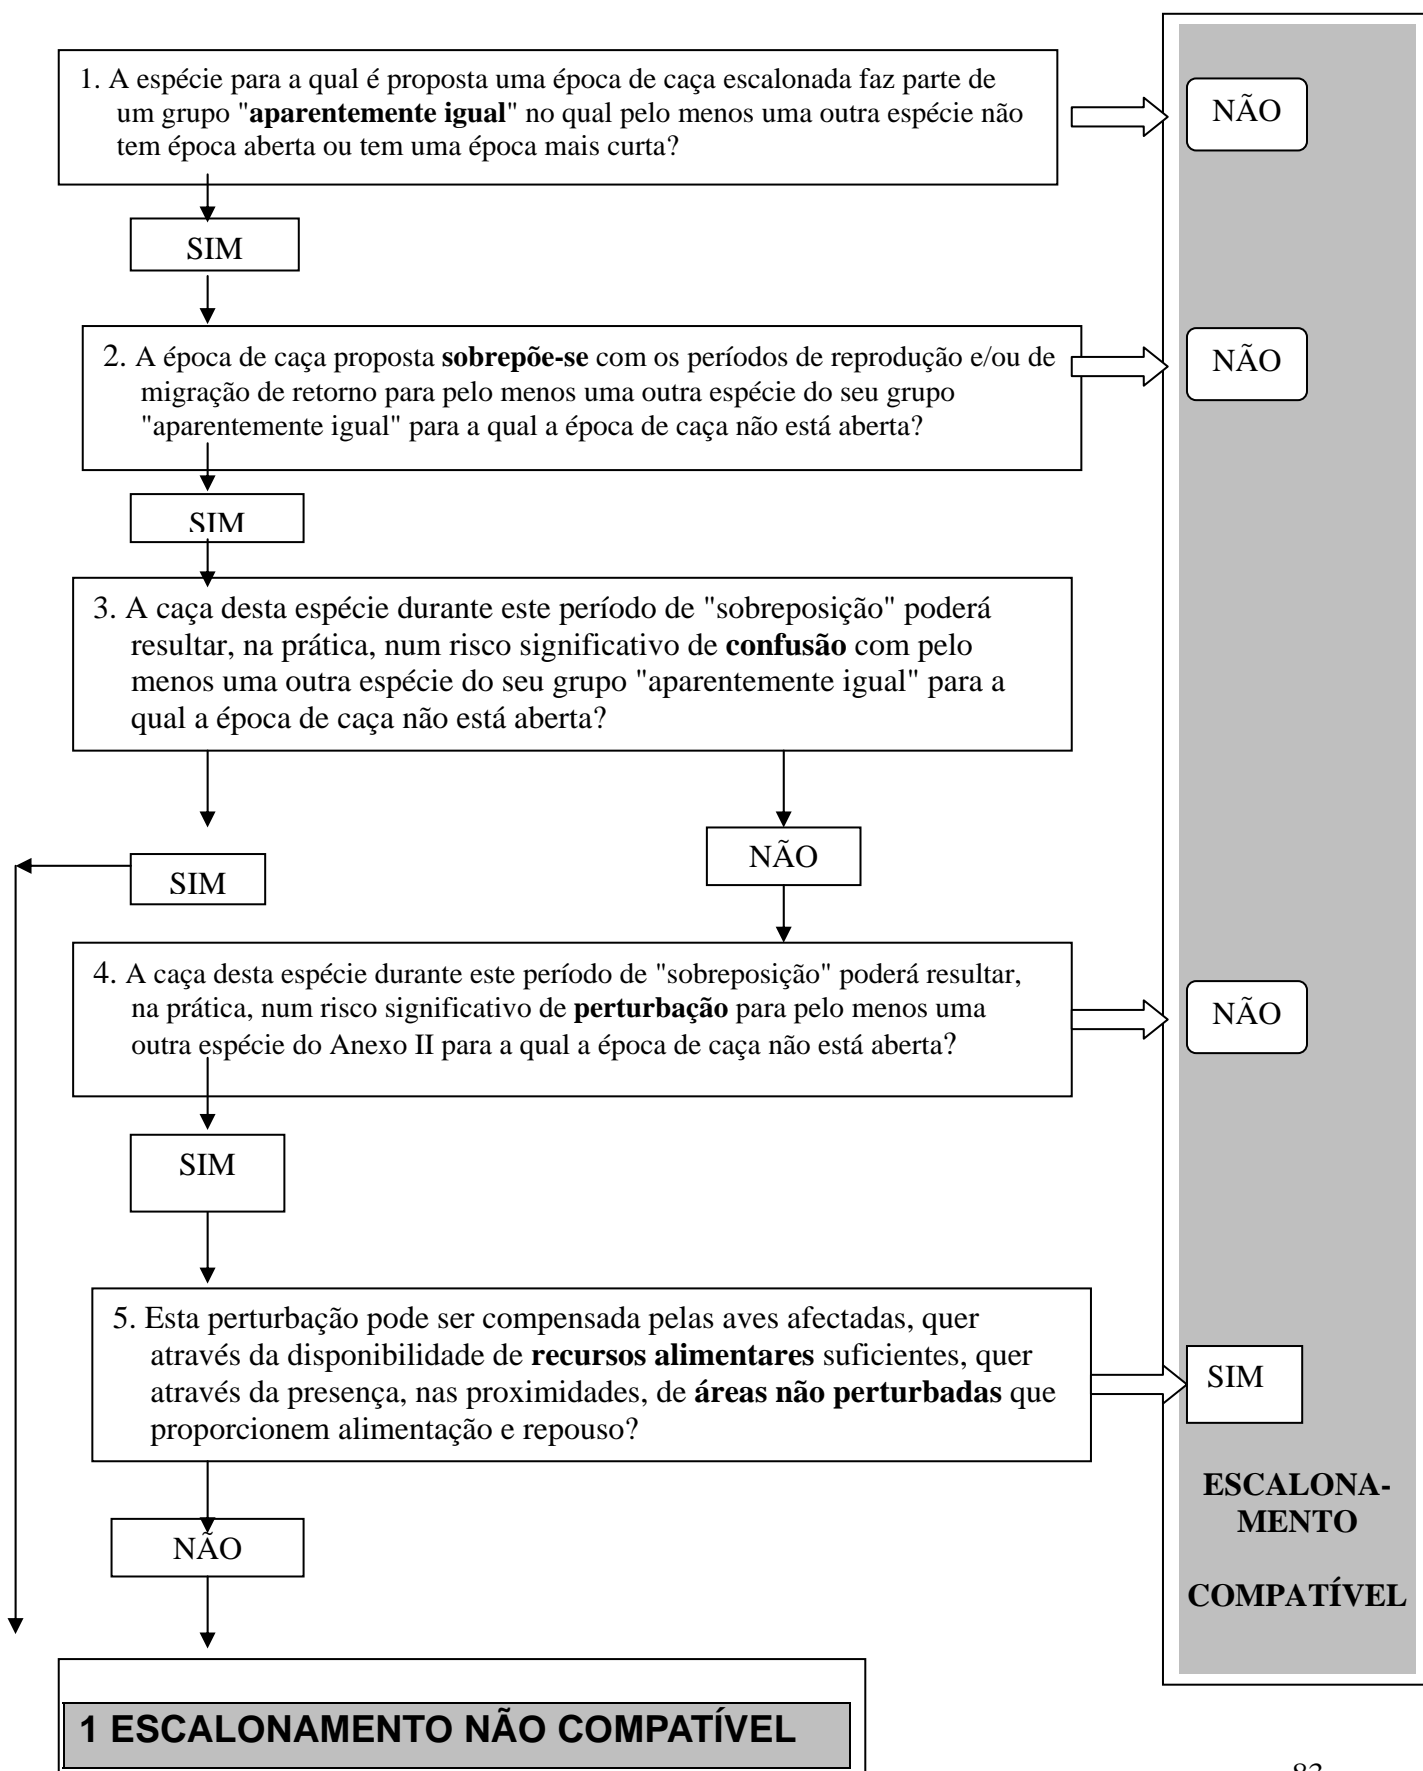 1. A espécie para a qual é proposta uma época de caça escalonada faz parte de
um grupo "aparentemente igual" no qual pelo menos uma outra espécie não
tem época aberta ou tem uma época mais curta?
NÃO
SIM
2. A época de caça proposta sobrepõe-se com os períodos de reprodução e/ou de
migração de retorno para pelo menos uma outra espécie do seu grupo
"aparentemente igual" para a qual a época de caça não está aberta?
NÃO
SIM
3. A caça desta espécie durante este período de "sobreposição" poderá
resultar, na prática, num risco significativo de confusão com pelo
menos uma outra espécie do seu grupo "aparentemente igual" para a
qual a época de caça não está aberta?
NÃO
SIM
4. A caça desta espécie durante este período de "sobreposição" poderá resultar,
na prática, num risco significativo de perturbação para pelo menos uma
outra espécie do Anexo II para a qual a época de caça não está aberta?
NÃO
SIM
5. Esta perturbação pode ser compensada pelas aves afectadas, quer
através da disponibilidade de recursos alimentares suficientes, quer
através da presença, nas proximidades, de áreas não perturbadas que
proporcionem alimentação e repouso?
SIM
ESCALONA-
MENTO
COMPATÍVEL
NÃO
1 ESCALONAMENTO NÃO COMPATÍVEL